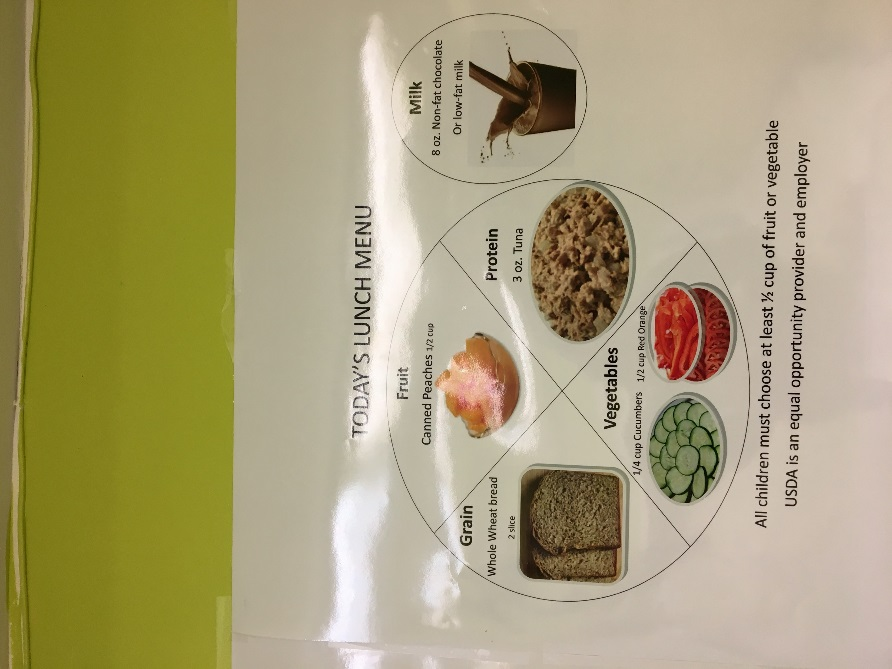 TODAY'S LUNCH MENU
Milk
8 oz. Non-fat chocolate
Or low-fat milk
Fruit
Canned Peaches 1/2 cup
Grain
Whole Wheat bread
2 slice
Protein
3 oz. Tuna
Vegetables
1/4 cup Cucumbers 1/2 cup Red Orange
All children must choose at least ½ cup of fruit or vegetable
USDA is an equal opportunity provider and employer